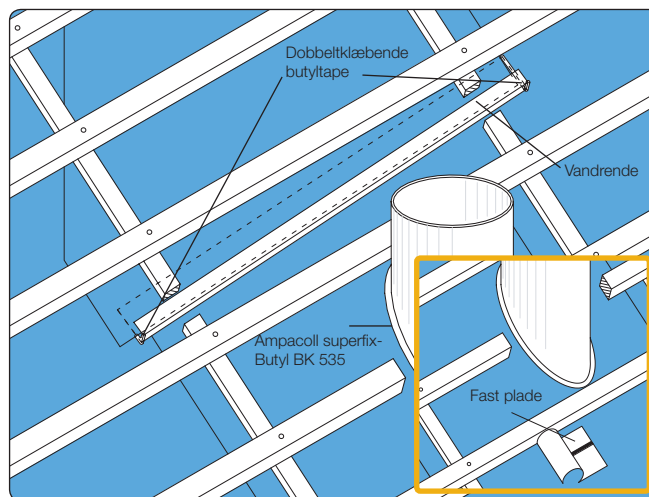 Dobbeltklæbende
butyltape
Vandrende
Ampacoll superfix-
Butyl BK 535
Fast plade